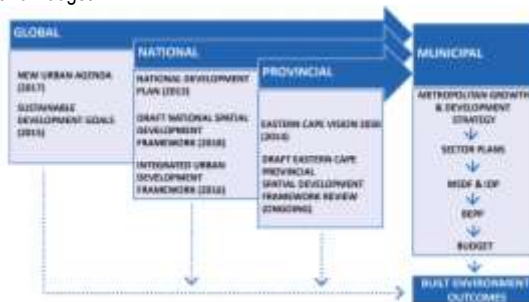 GLOBAL
NEW URBAN AGENDA
(2017)
SUSTAINABLE
DEVELOPMENT GOALS
(2015)
NATIONAL
NATIONAL DEVELOPMENT
PLAN (2013)
DRAFT NATIONAL SPATIAL
DEVELOPMENT
FRAMEWORK (2018)
INTEGRATED URBAN
DEVELOPMENT
FRAMEWORK (2016)
PROVINCIAL
EASTERN CAPE VISION 2030
(2014)
DRAFT EASTERN CAPE
PROVINCIAL
SPATIAL DEVELOPMENT
FRAMEWORK REVIEW
(ONGOING)
MUNICIPAL
METROPOLITAN GROWTH
& DEVELOPMENT
STRATEGY
SECTOR PLANS
MSDF & IDP
BEPF
BUDGET
BUILT ENVIRONMENT
OUTCOMES